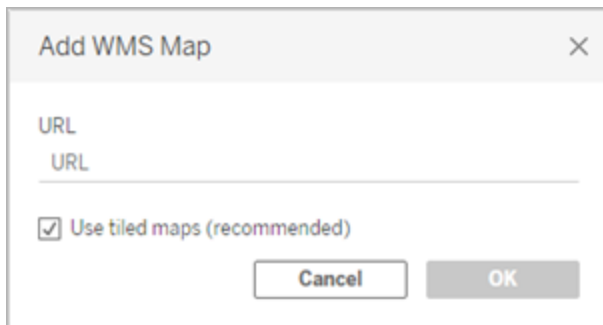 Add WMS Map
URL
URL
Use tiled maps (recommended)
Cancel OK